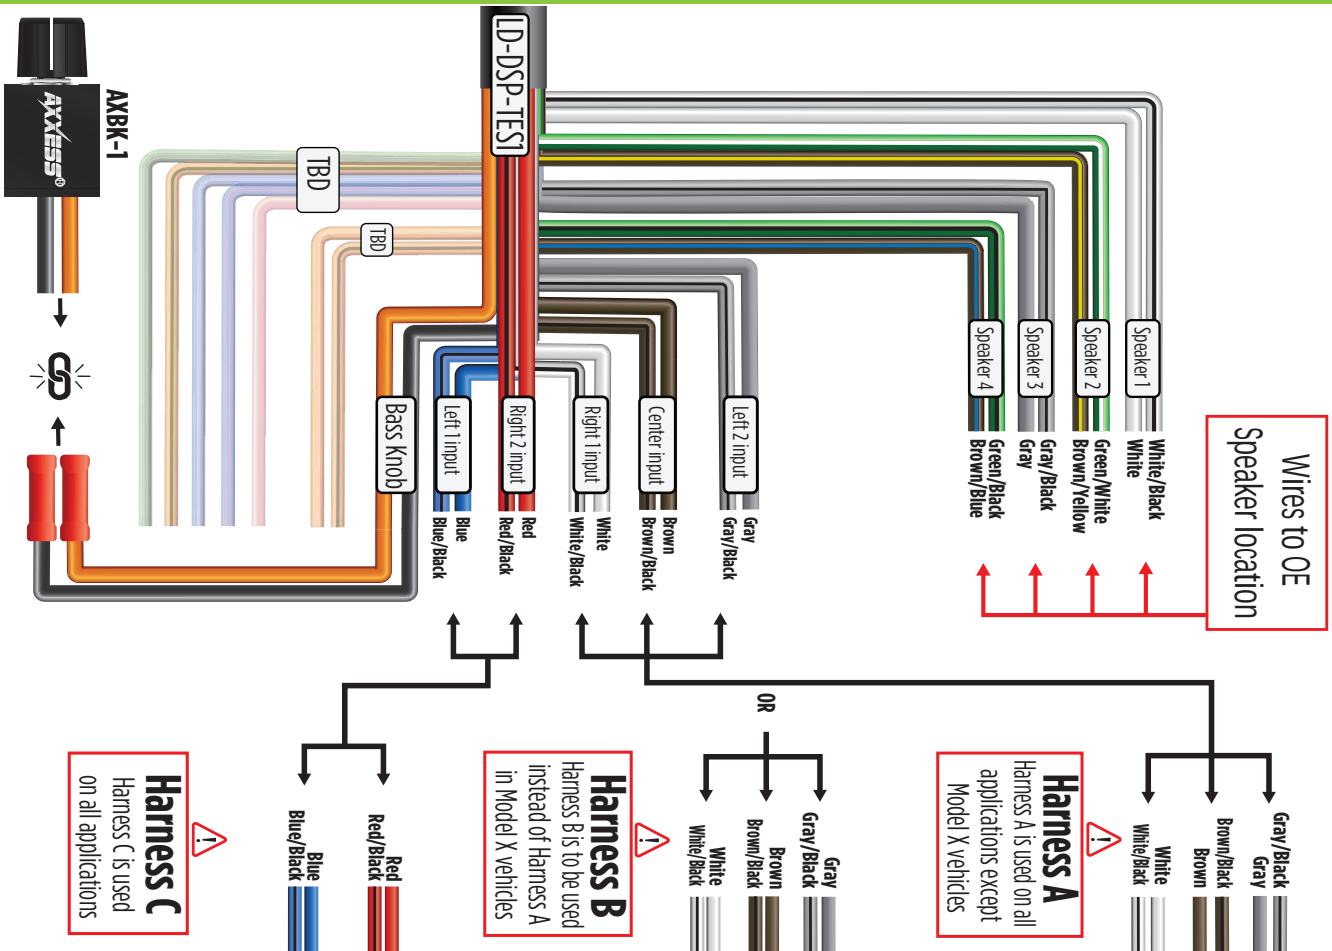 LD-DSP-TES1
AXBK-1
AXXESS®
TBD
TBD
Wires to OE
Speaker location
Speaker 1
White/Black
White
Speaker 2
Green/White
Brown/Yellow
Speaker 3
Gray/Black
Gray
Speaker 4
Green/Black
Brown/Blue
Left 2 input
Gray
Gray/Black
Center input
Brown
Brown/Black
Right 1 input
White
White/Black
Right 2 input
Red
Red/Black
Left 1 input
Blue
Blue/Black
Bass Knob
OR
Gray/Black
Gray
Brown/Black
Brown
White
White/Black
!
Harness A
Harness A is used on all
applications except
Model X vehicles
Gray
Gray/Black
Brown
Brown/Black
White
White/Black
!
Harness B
Harness B is to be used
instead of Harness A
in Model X vehicles
Red
Red/Black
Blue
Blue/Black
!
Harness C
Harness C is used
on all applications